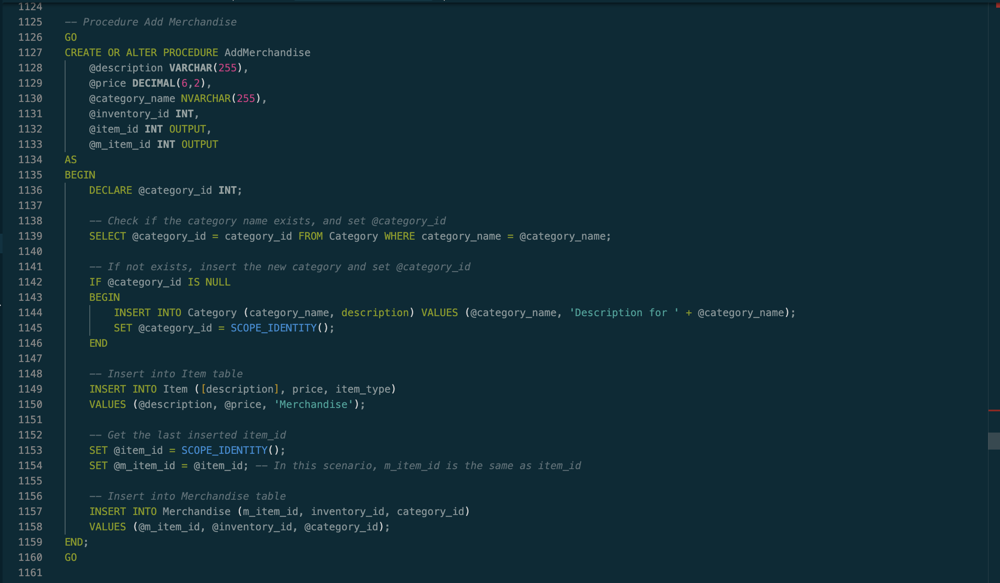 1124
1125 -- Procedure Add Merchandise
1126 GO
1127 CREATE OR ALTER PROCEDURE AddMerchandise
1128     @description VARCHAR(255),
1129     @price DECIMAL(6,2),
1130     @category_name NVARCHAR(255),
1131     @inventory_id INT,
1132     @item_id INT OUTPUT,
1133     @m_item_id INT OUTPUT
1134 AS
1135 BEGIN
1136     DECLARE @category_id INT;
1137
1138     -- Check if the category name exists, and set @category_id
1139     SELECT @category_id = category_id FROM Category WHERE category_name = @category_name;
1140
1141     -- If not exists, insert the new category and set @category_id
1142     IF @category_id IS NULL
1143     BEGIN
1144         INSERT INTO Category (category_name, description) VALUES (@category_name, 'Description for ' + @category_name);
1145         SET @category_id = SCOPE_IDENTITY();
1146     END
1147
1148     -- Insert into Item table
1149     INSERT INTO Item ([description], price, item_type)
1150     VALUES (@description, @price, 'Merchandise');
1151
1152     -- Get the last inserted item_id
1153     SET @item_id = SCOPE_IDENTITY();
1154     SET @m_item_id = @item_id; -- In this scenario, m_item_id is the same as item_id
1155
1156     -- Insert into Merchandise table
1157     INSERT INTO Merchandise (m_item_id, inventory_id, category_id)
1158     VALUES (@m_item_id, @inventory_id, @category_id);
1159 END;
1160 GO
1161